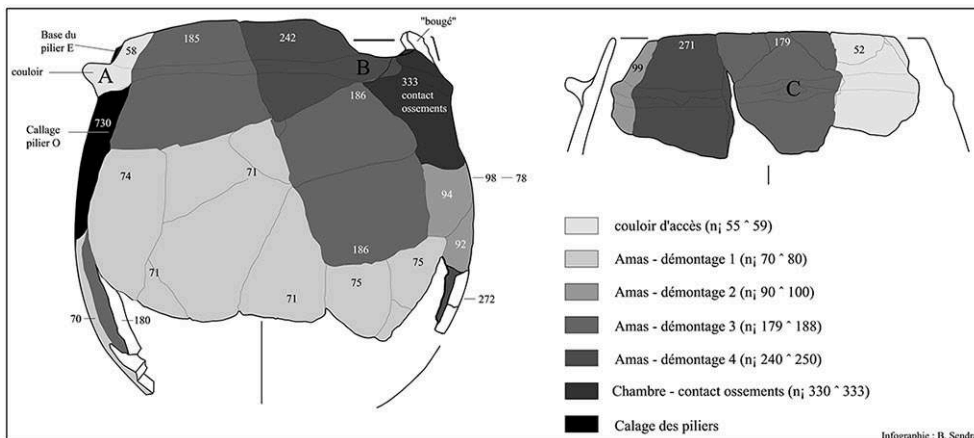 "bougé"
Base du
pilier E
58
185
242
couloir
A
B
333
contact
ossements
186
730
Callage
pilier O
74
71
98
78
94
186
92
71
71
75
75
272
70
180
271
179
52
99
C
couloir d'accès (n¡ 55 ˆ 59)
Amas - démontage 1 (n¡ 70 ˆ 80)
Amas - démontage 2 (n¡ 90 ˆ 100)
Amas - démontage 3 (n¡ 179 ˆ 188)
Amas - démontage 4 (n¡ 240 ˆ 250)
Chambre - contact ossements (n¡ 330 ˆ 333)
Calage des piliers
Infographie : B. Sendra